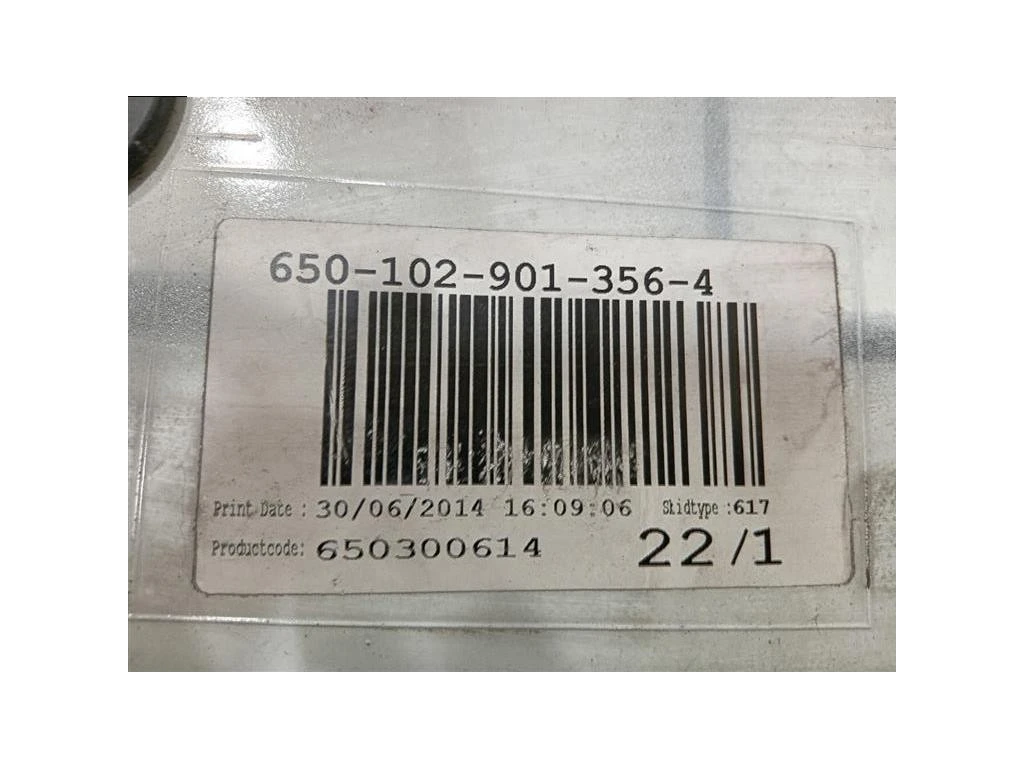 650-102-901-356-4
Print Date : 30/06/2014 16:09:06 Skidtype :617
Productcode: 650300614 22/1